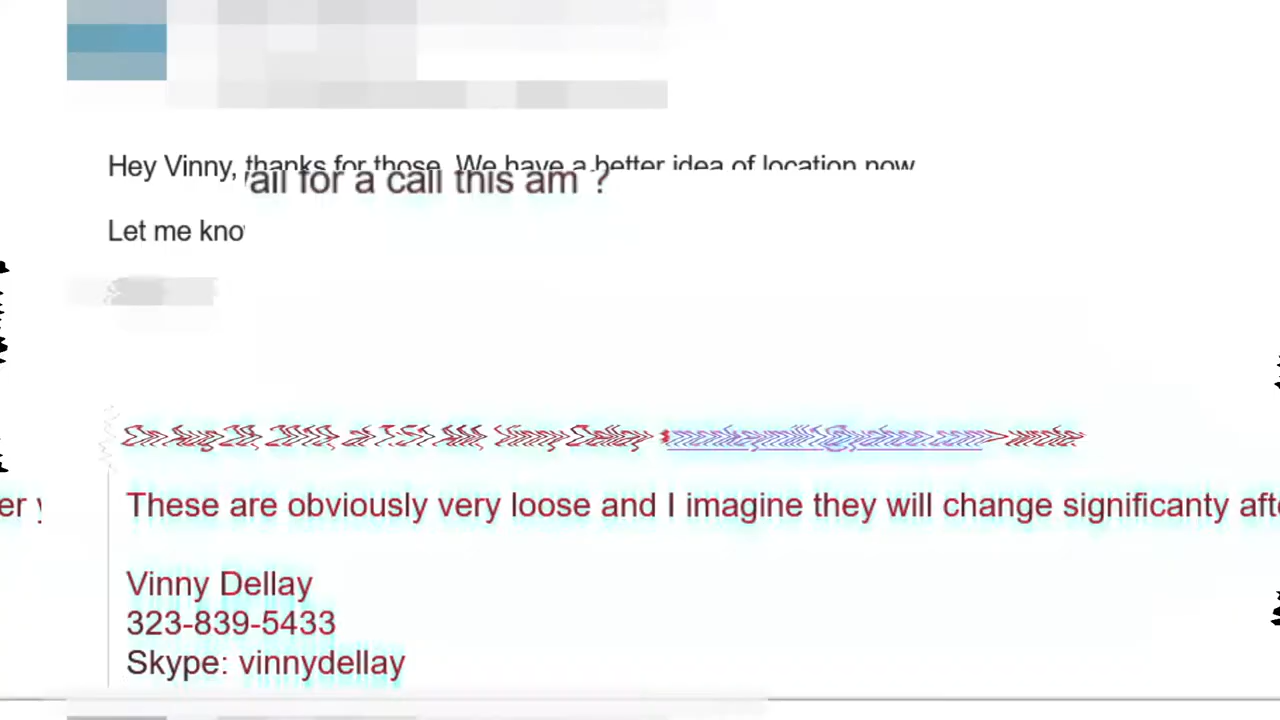 Hey Vinny, thanks for those. We have a better idea of location now
ail for a call this am ?
Let me kno
Vinny Dellay
These are obviously very loose and I imagine they will change significanty afte
Vinny Dellay
323-839-5433
Skype: vinnydellay